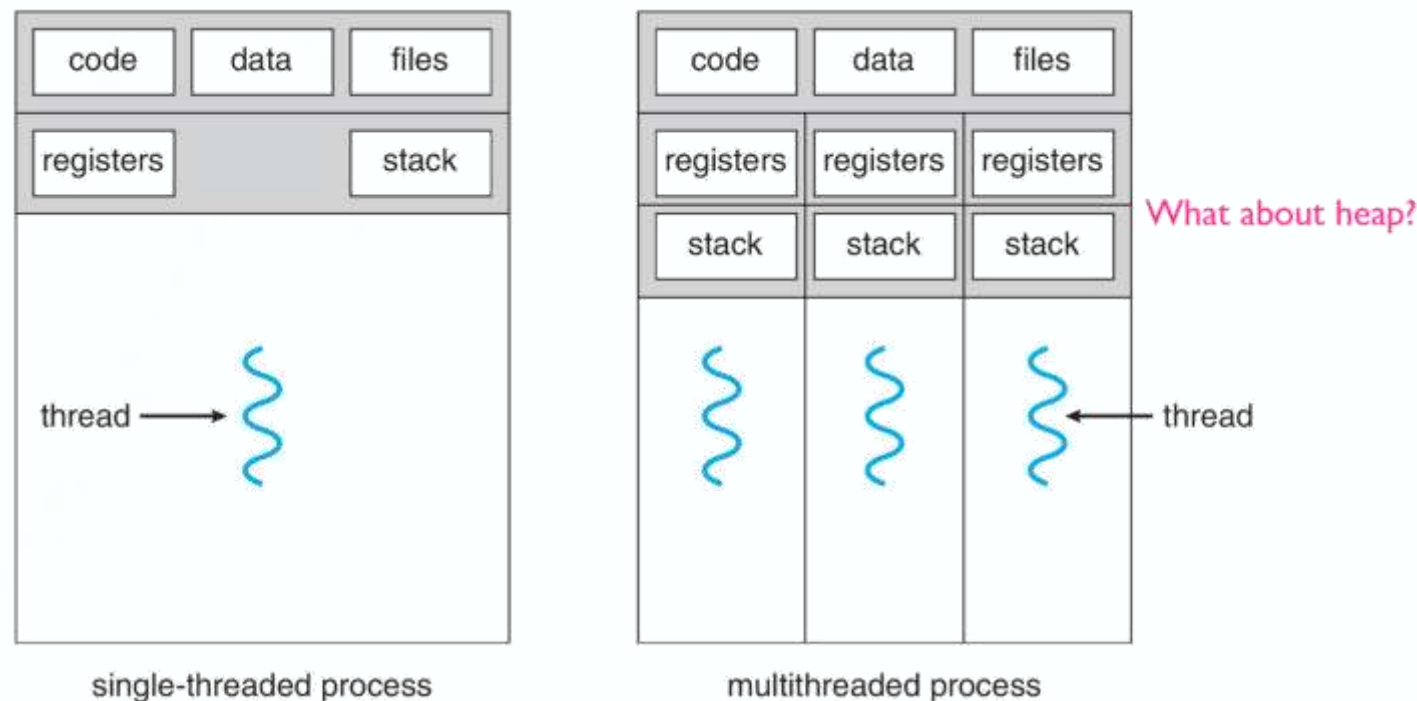 code data files
registers stack
thread
single-threaded process
code data files
registers registers registers
stack stack stack
What about heap?
thread
multithreaded process